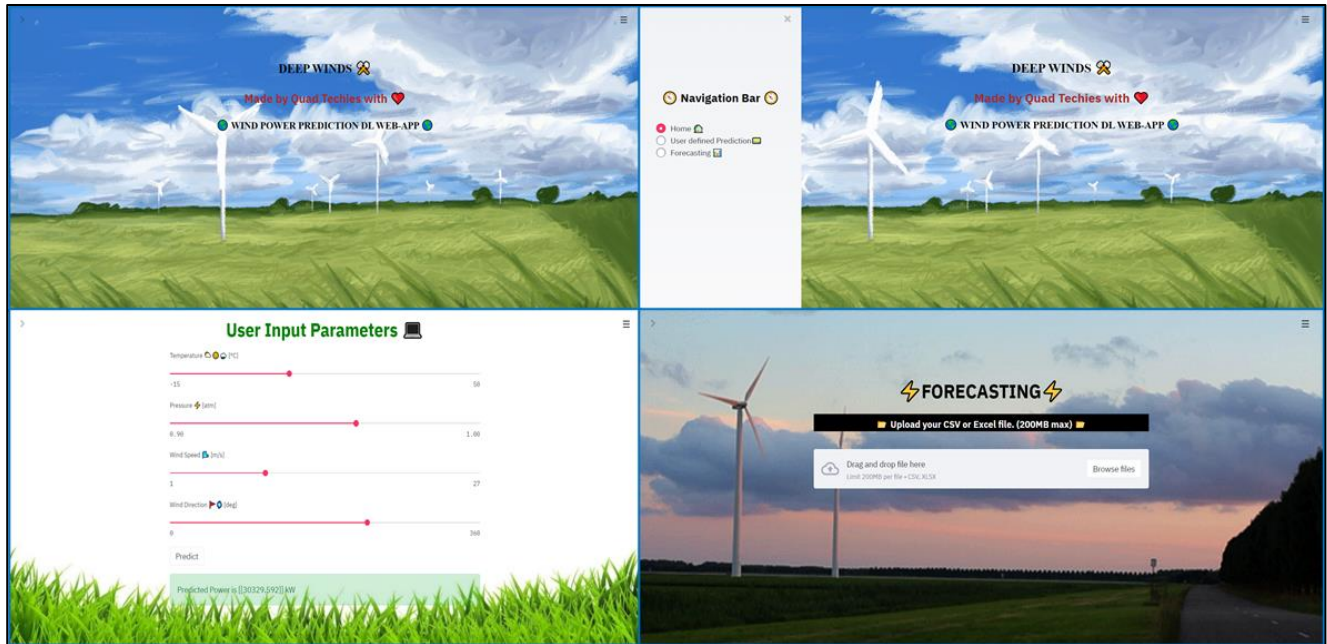 DEEP WINDS
Made by Quad Techies with
WIND POWER PREDICTION DL WEB-APP
Navigation Bar
Home
User defined Prediction
Forecasting
DEEP WINDS
Made by Quad Techies with
WIND POWER PREDICTION DL WEB-APP
User Input Parameters
Temperature [°C]
-15 50
Pressure [atm]
0.90 1.00
Wind Speed [m/s]
1 27
Wind Direction [deg]
0 360
Predict
Predicted Power is [[30329.592]] kW
FORECASTING
Upload your CSV or Excel file. (200MB max)
Drag and drop file here
Limit 200MB per file • CSV, XLSX
Browse files